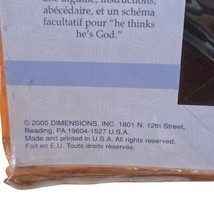 une aiguille, instructions,
abécédaire, et un schéma
facultatif pour "he thinks
he's God."
© 2000 DIMENSIONS, INC. 1801 N. 12th Street,
Reading, PA 19604-1527 U.S.A.
Made and printed in U.S.A. All rights reserved.
Fait en E.U. Touts droits réservés.